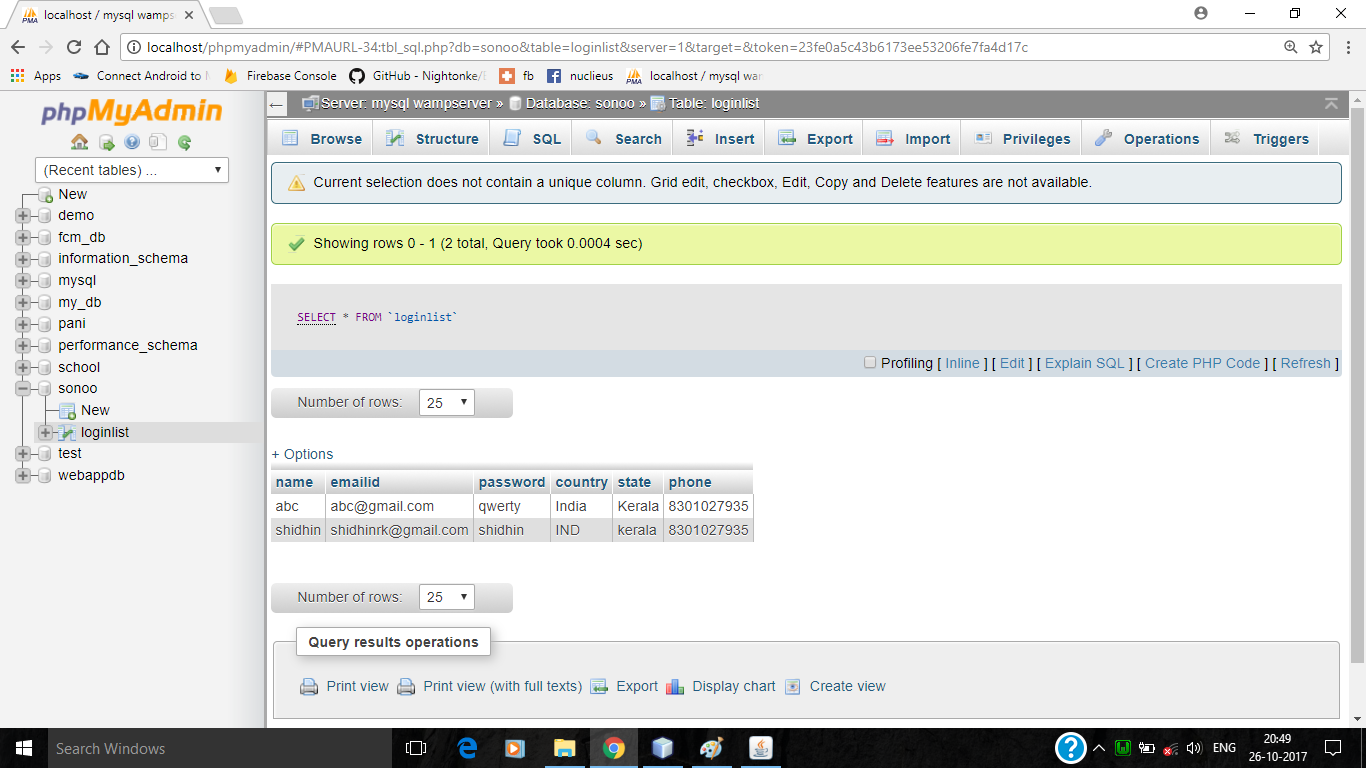 localhost / mysql wamps
localhost/phpmyadmin/#PMAURL-34:tbl_sql.php?db=sonoo&table=loginlist&server=1&target=&token=23fe0a5c43b6173ee53206fe7fa4d17c
Apps Connect Android to Firebase Console GitHub - Nightonke/ fb nuclieus localhost / mysql wa
phpMyAdmin
(Recent tables) ...
New
demo
fcm_db
information_schema
mysql
my_db
pani
performance_schema
school
sonoo
New
loginlist
test
webappdb
Server: mysql wampserver » Database: sonoo » Table: loginlist
Browse Structure SQL Search Insert Export Import Privileges Operations Triggers
Current selection does not contain a unique column. Grid edit, checkbox, Edit, Copy and Delete features are not available.
Showing rows 0 - 1 (2 total, Query took 0.0004 sec)
SELECT * FROM `loginlist`
Profiling [ Inline ] [ Edit ] [ Explain SQL ] [ Create PHP Code ] [ Refresh ]
Number of rows: 25
+ Options
name emailid password country state phone
abc abc@gmail.com qwerty India Kerala 8301027935
shidhin shidhinrk@gmail.com shidhin IND kerala 8301027935
Number of rows: 25
Query results operations
Print view Print view (with full texts) Export Display chart Create view
Search Windows
ENG
20:49
26-10-2017